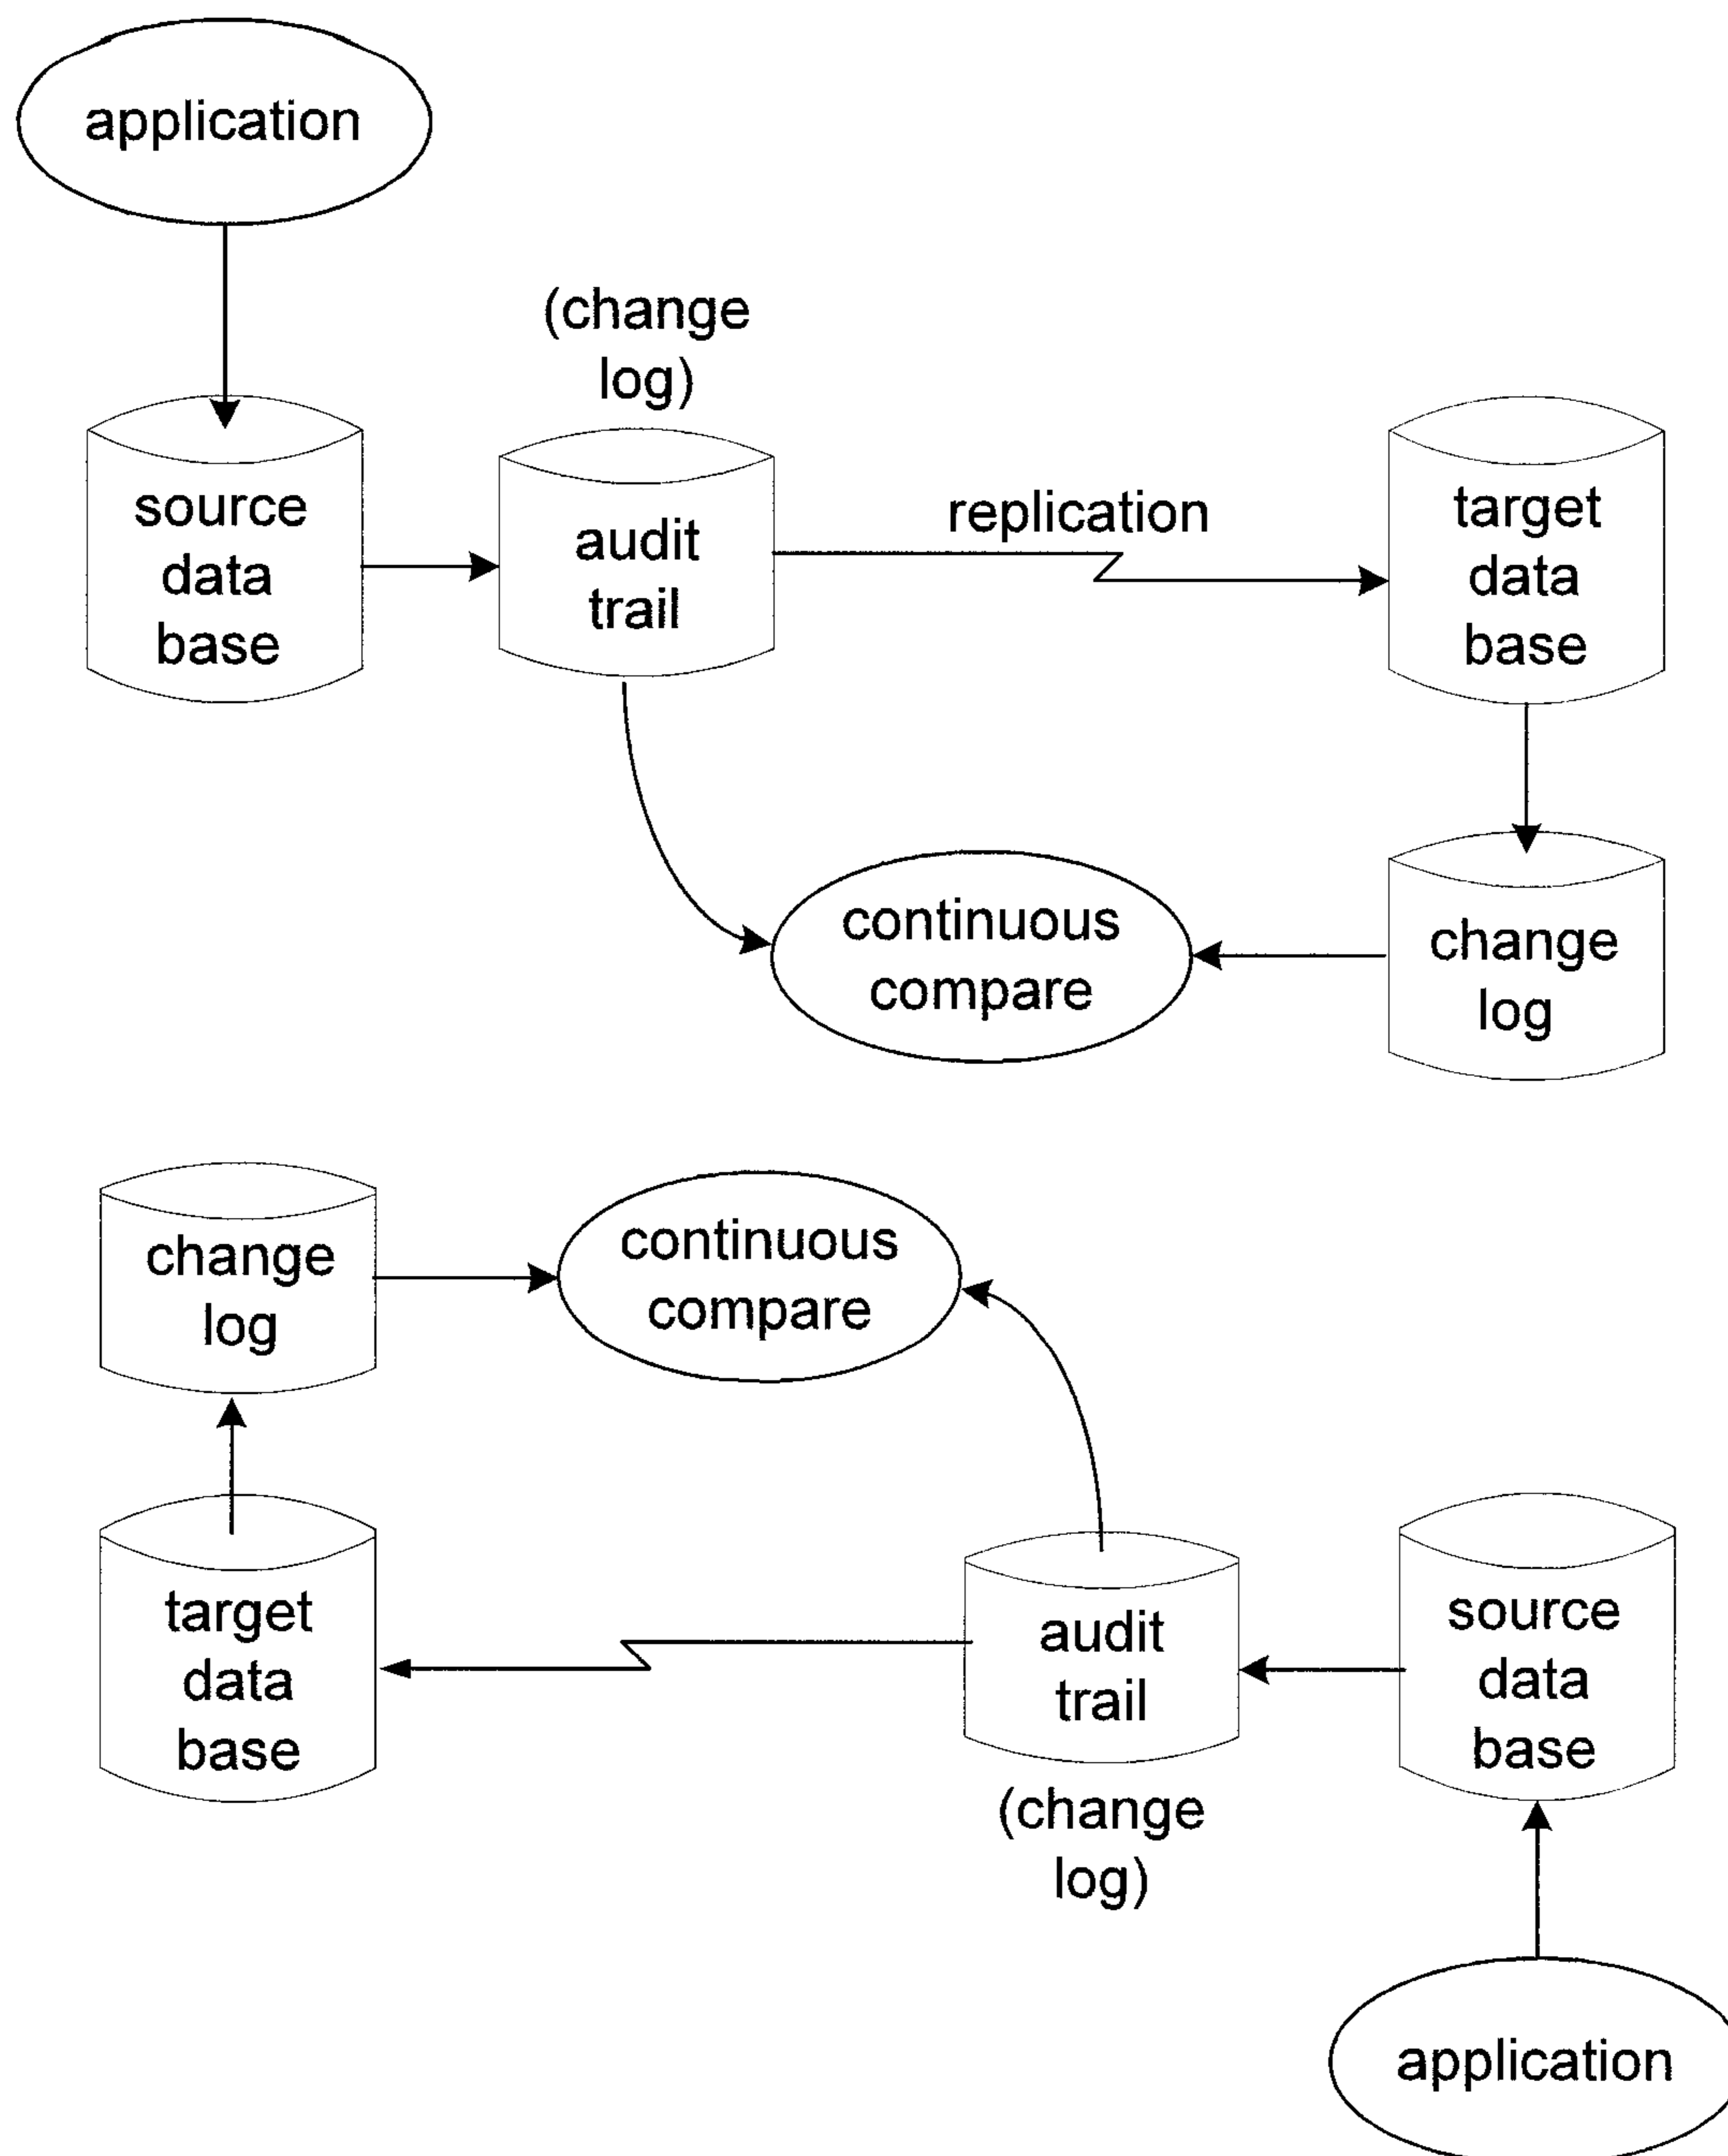 application
(change
log)
source
data
base
audit
trail
replication
target
data
base
continuous
compare
change
log
change
log
continuous
compare
target
data
base
audit
trail
(change
log)
source
data
base
application